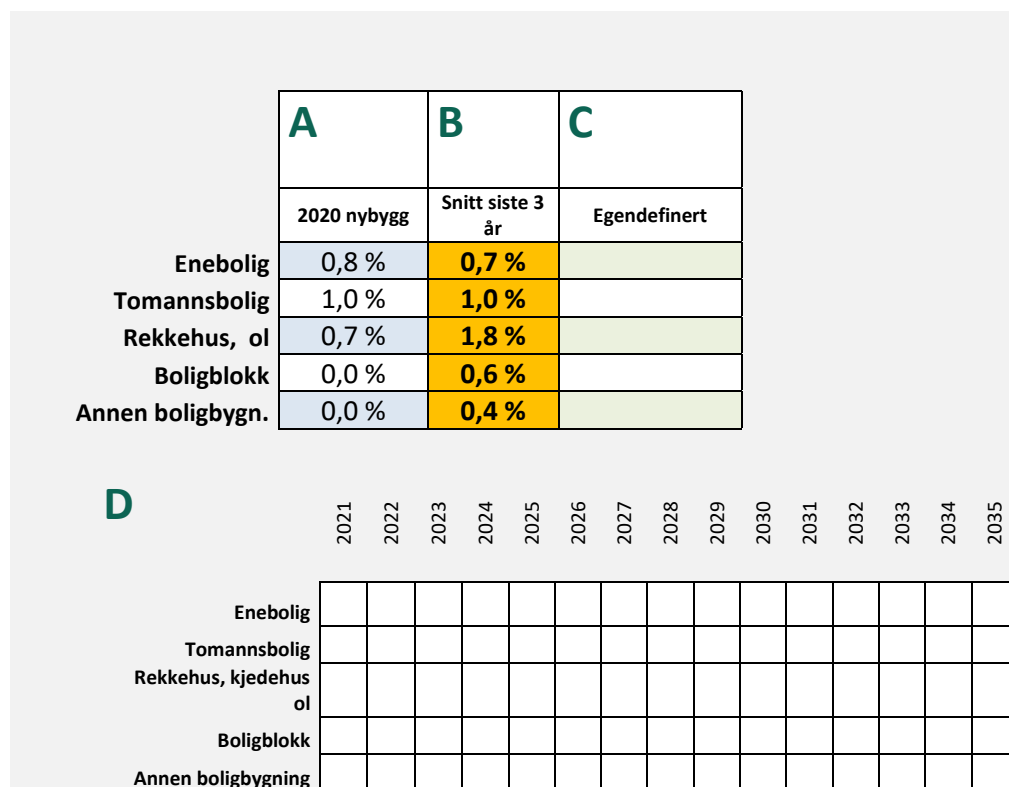 A B C
2020 nybygg Snitt siste 3 år Egendefinert
Enebolig 0,8 % 0,7 %
Tomannsbolig 1,0 % 1,0 %
Rekkehus, ol 0,7 % 1,8 %
Boligblokk 0,0 % 0,6 %
Annen boligbygn. 0,0 % 0,4 %
D 2021 2022 2023 2024 2025 2026 2027 2028 2029 2030 2031 2032 2033 2034 2035
Enebolig
Tomannsbolig
Rekkehus, kjedehus
ol
Boligblokk
Annen boligbygning